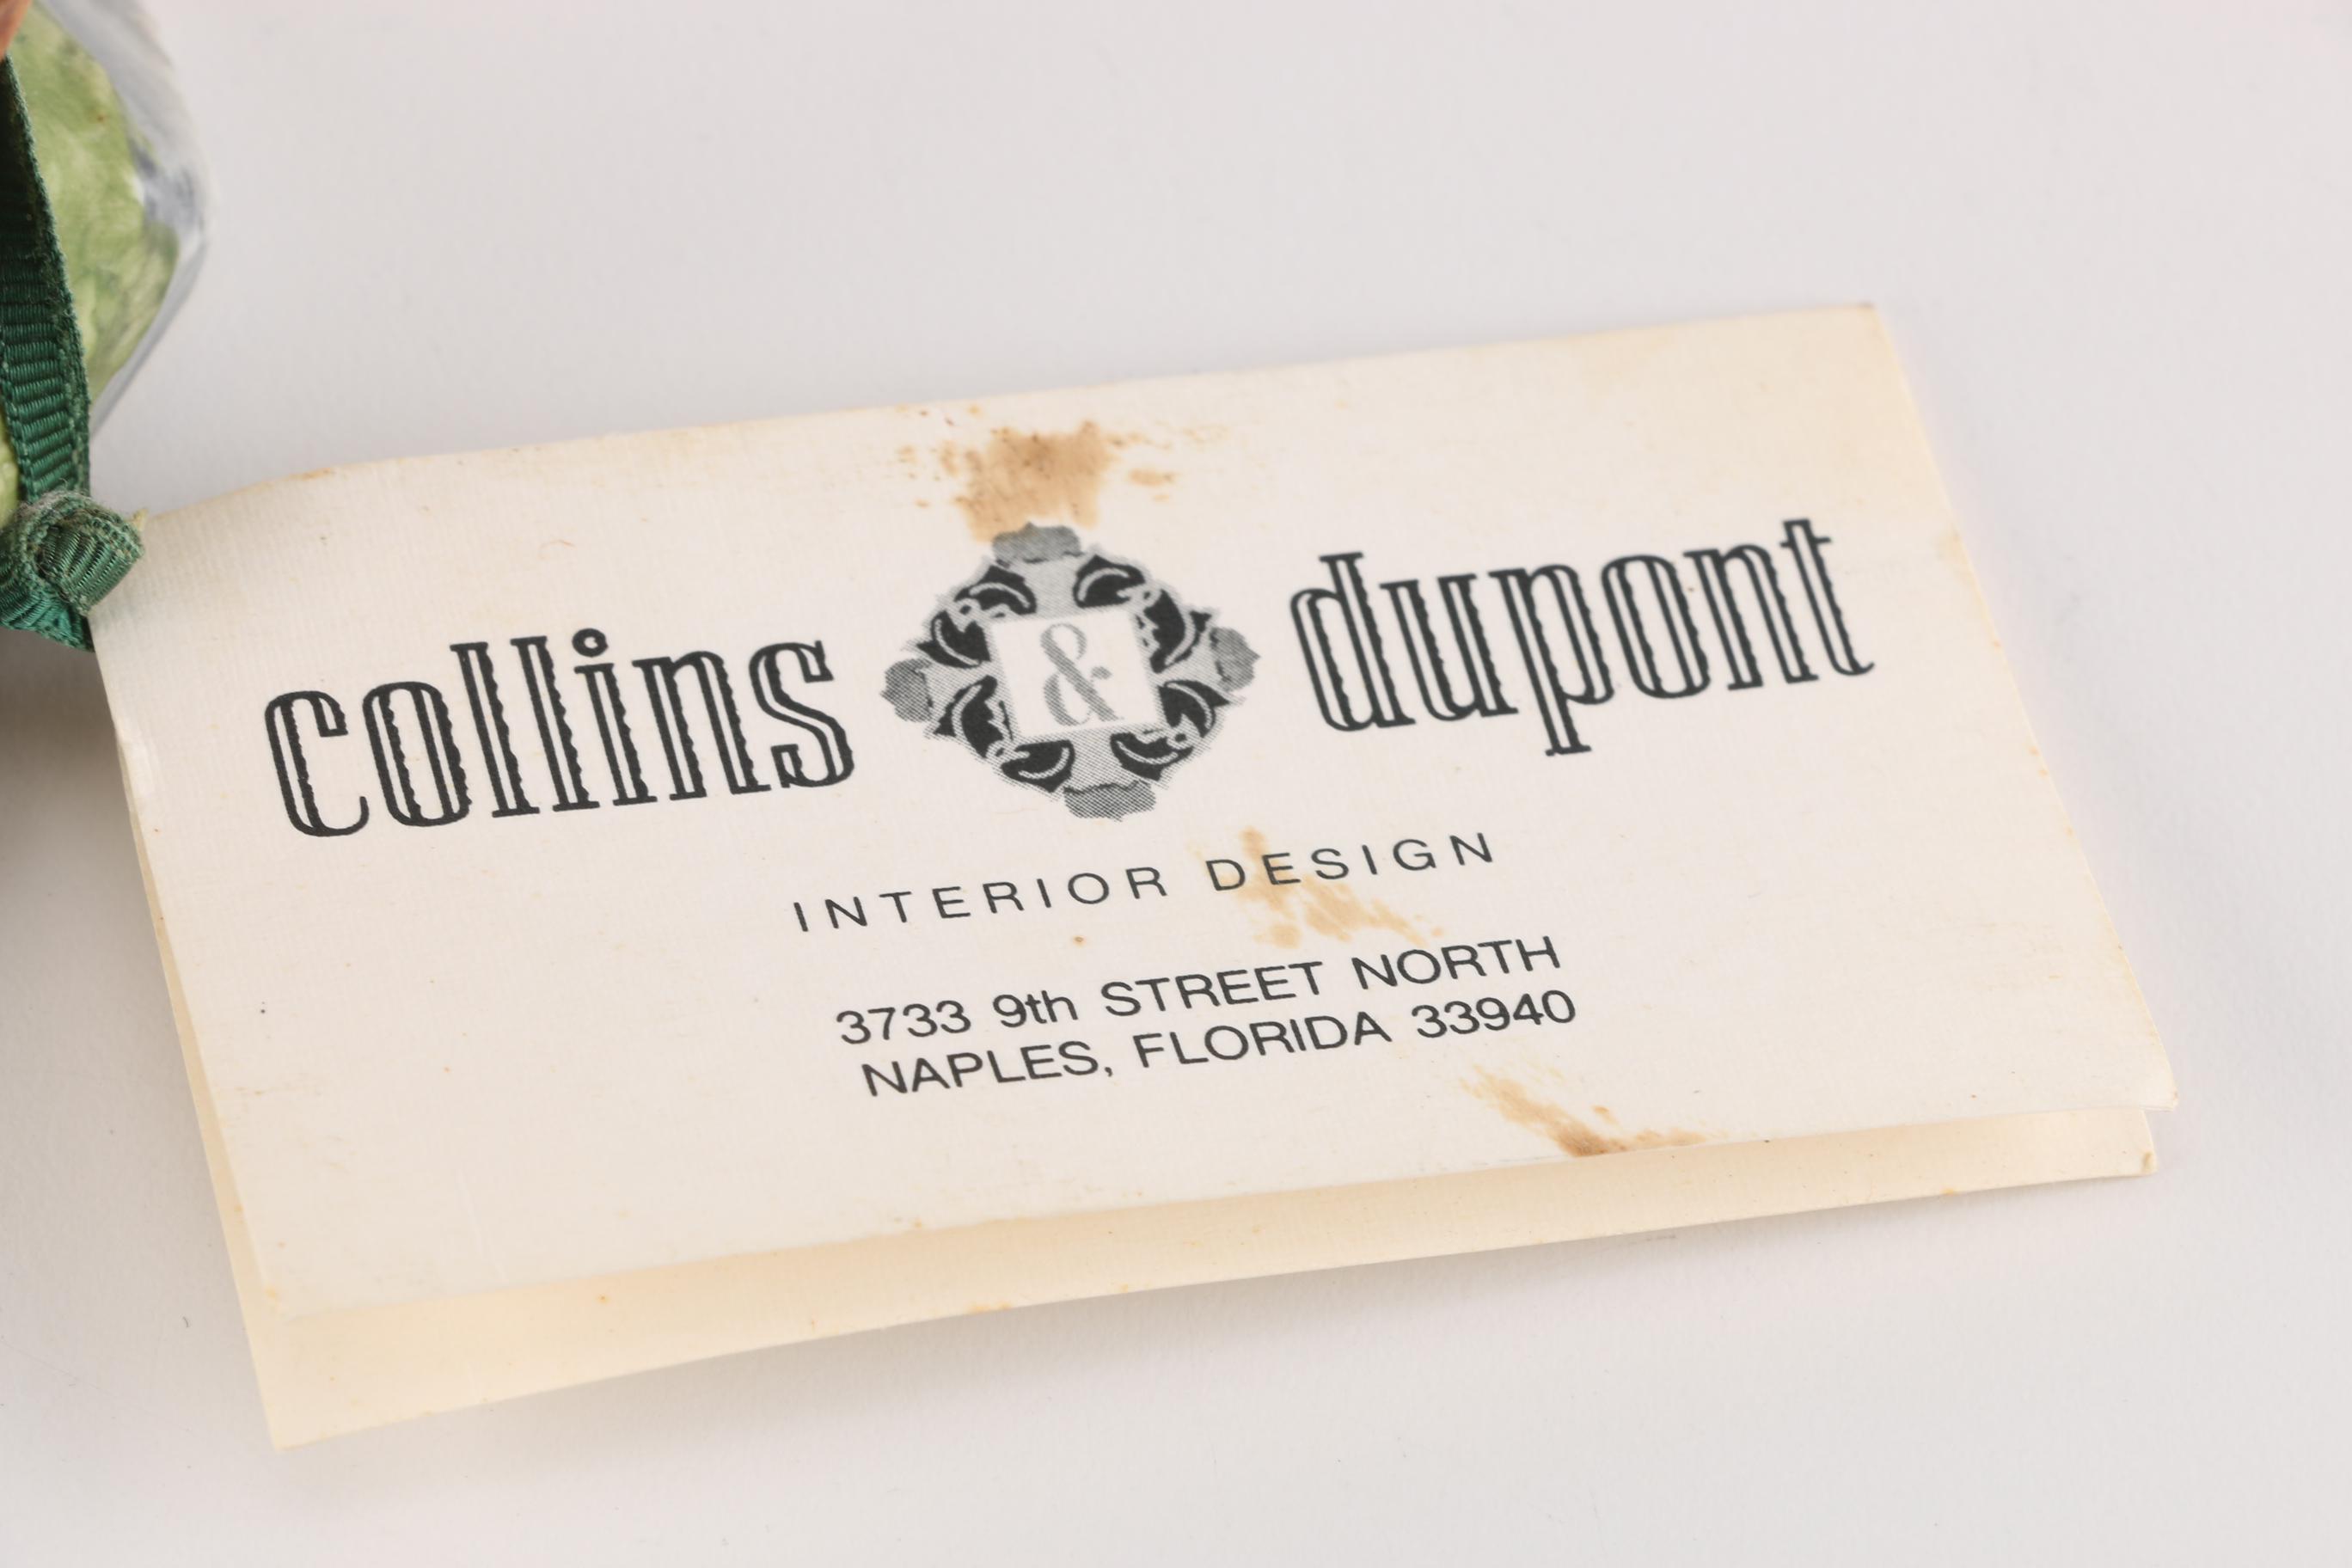 collins & dupont
INTERIOR DESIGN
3733 9th STREET NORTH
NAPLES, FLORIDA 33940